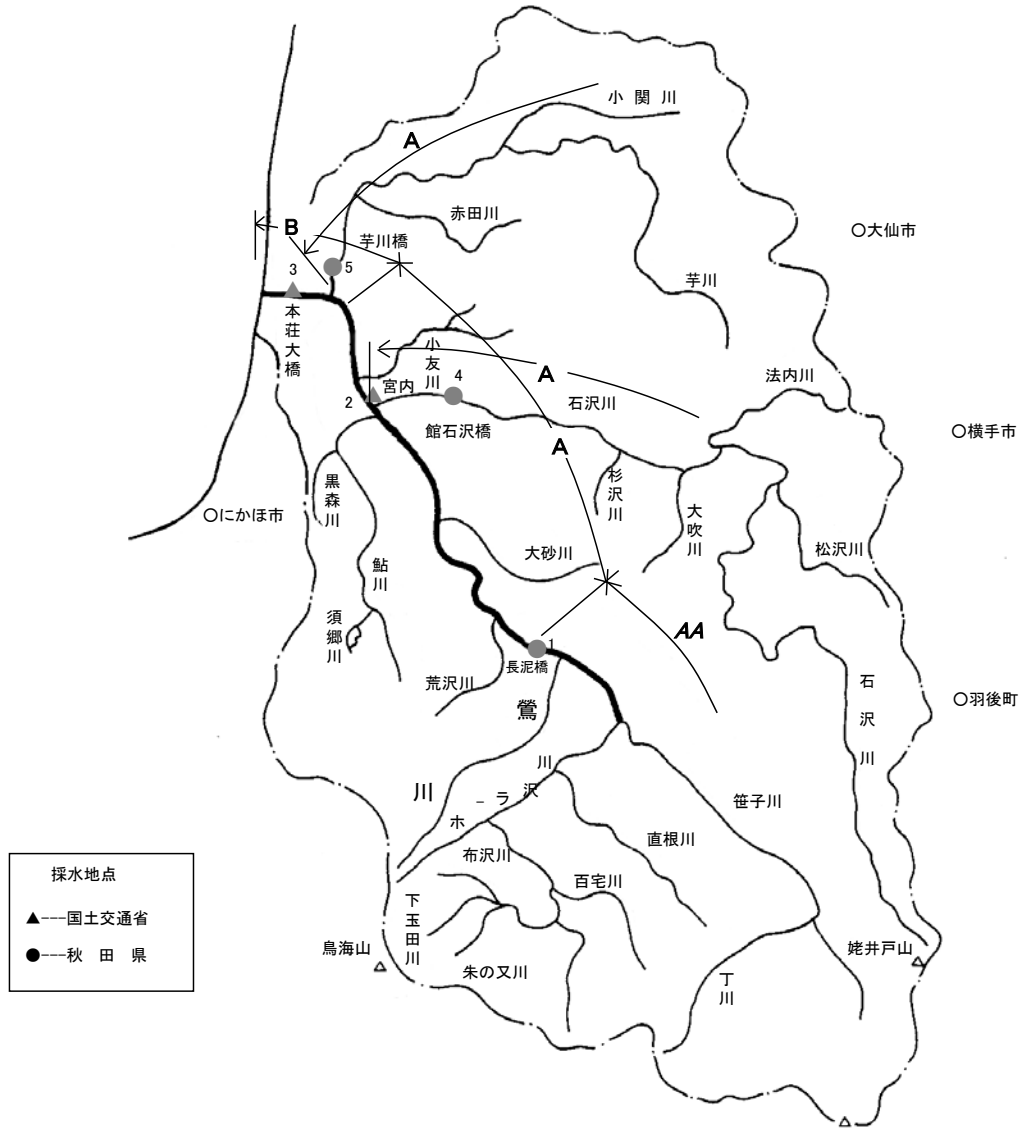 小関川
A
赤田川
○大仙市
B
芋川橋
3
5
芋川
本荘大橋
小友川
A
法内川
4
宮内
石沢川
2
館石沢橋
○横手市
A
杉沢川
黒森川
大吹川
○にかほ市
大砂川
松沢川
鮎川
須郷川
AA
1
長泥橋
荒沢川
石沢川
○羽後町
鶯
川
川
ホーラ沢
笹子川
直根川
布沢川
百宅川
採水地点
▲---国土交通省
●---秋田県
下玉田川
鳥海山
朱の又川
丁川
姥井戸山